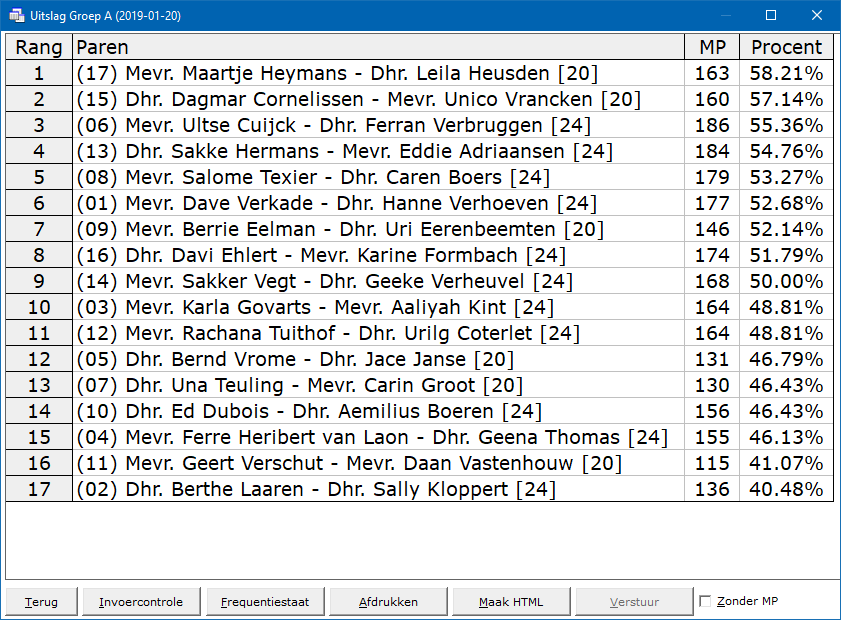 Uitslag Groep A (2019-01-20)
Rang Paren MP Procent
1 (17) Mevr. Maartje Heymans - Dhr. Leila Heusden [20] 163 58.21%
2 (15) Dhr. Dagmar Cornelissen - Mevr. Unico Vrancken [20] 160 57.14%
3 (06) Mevr. Ultse Cuijck - Dhr. Ferran Verbruggen [24] 186 55.36%
4 (13) Dhr. Sakke Hermans - Mevr. Eddie Adriaansen [24] 184 54.76%
5 (08) Mevr. Salome Texier - Dhr. Caren Boers [24] 179 53.27%
6 (01) Mevr. Dave Verkade - Dhr. Hanne Verhoeven [24] 177 52.68%
7 (09) Mevr. Berrie Eelman - Dhr. Uri Eerenbeemten [20] 146 52.14%
8 (16) Dhr. Davi Ehlert - Mevr. Karine Formbach [24] 174 51.79%
9 (14) Mevr. Sakker Vegt - Dhr. Geeke Verheuvel [24] 168 50.00%
10 (03) Mevr. Karla Govarts - Mevr. Aaliyah Kint [24] 164 48.81%
11 (12) Mevr. Rachana Tuithof - Dhr. Urilg Coterlet [24] 164 48.81%
12 (05) Dhr. Bernd Vrome - Dhr. Jace Janse [20] 131 46.79%
13 (07) Dhr. Una Teuling - Mevr. Carin Groot [20] 130 46.43%
14 (10) Dhr. Ed Dubois - Dhr. Aemilius Boeren [24] 156 46.43%
15 (04) Mevr. Ferre Heribert van Laon - Dhr. Geena Thomas [24] 155 46.13%
16 (11) Mevr. Geert Verschut - Mevr. Daan Vastenhouw [20] 115 41.07%
17 (02) Dhr. Berthe Laaren - Dhr. Sally Kloppert [24] 136 40.48%
Terug Invoercontrole Frequentiestaat Afdrukken Maak HTML Verstuur Zonder MP